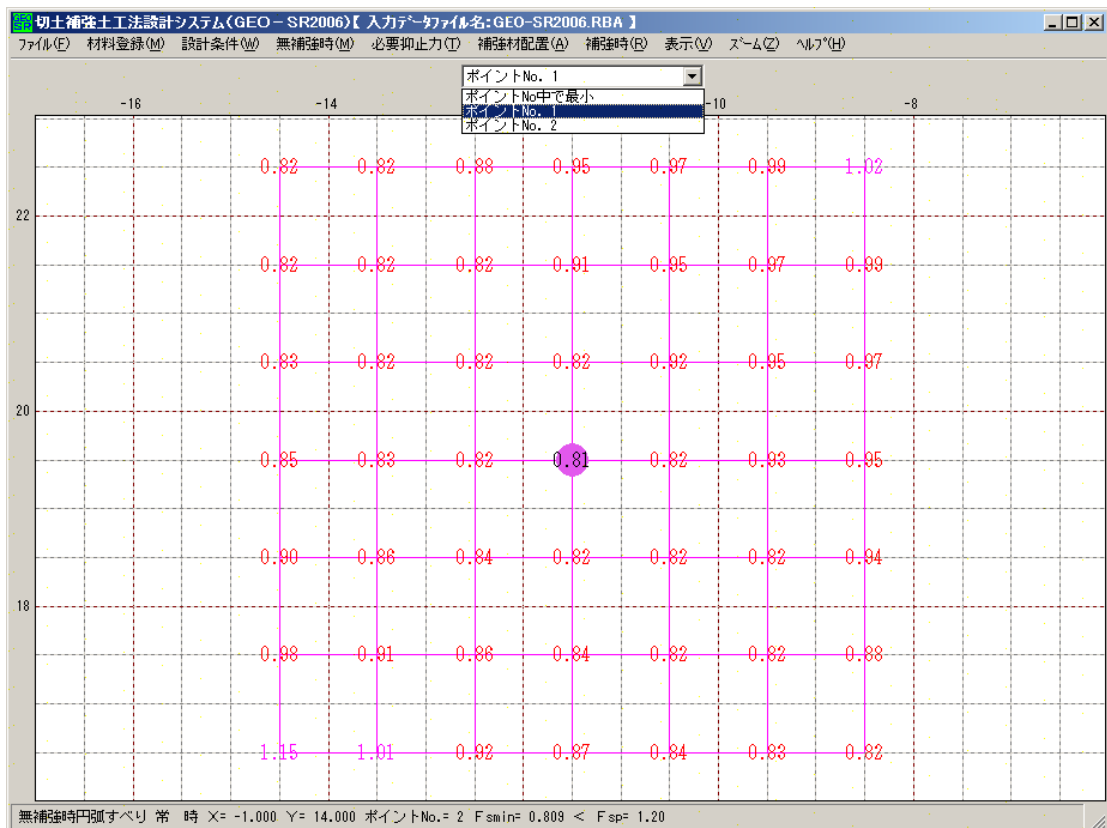 切土補強土工法設計システム(GEO－SR2006)【 入力ﾃﾞｰﾀﾌｧｲﾙ名:GEO-SR2006.RBA 】
ﾌｧｲﾙ(F) 材料登録(M) 設計条件(W) 無補強時(M) 必要抑止力(T) 補強材配置(A) 補強時(R) 表示(V) ｽﾞｰﾑ(Z) ﾍﾙﾌﾟ(H)
ポイントNo. 1
ポイントNo中で最小
ポイントNo. 1
ポイントNo. 2
-16 -14 -10 -8
0.82 0.82 0.88 0.95 0.97 0.99 1.02
22
0.82 0.82 0.82 0.91 0.95 0.97 0.99
0.83 0.82 0.82 0.82 0.92 0.95 0.97
20
0.85 0.83 0.82 0.81 0.82 0.93 0.95
0.90 0.86 0.84 0.82 0.82 0.82 0.94
18
0.98 0.91 0.86 0.84 0.82 0.82 0.88
1.15 1.01 0.92 0.87 0.84 0.83 0.82
無補強時円弧すべり 常 時 X= -1.000 Y= 14.000 ポイントNo.= 2 Fsmin= 0.809 < Fsp= 1.20